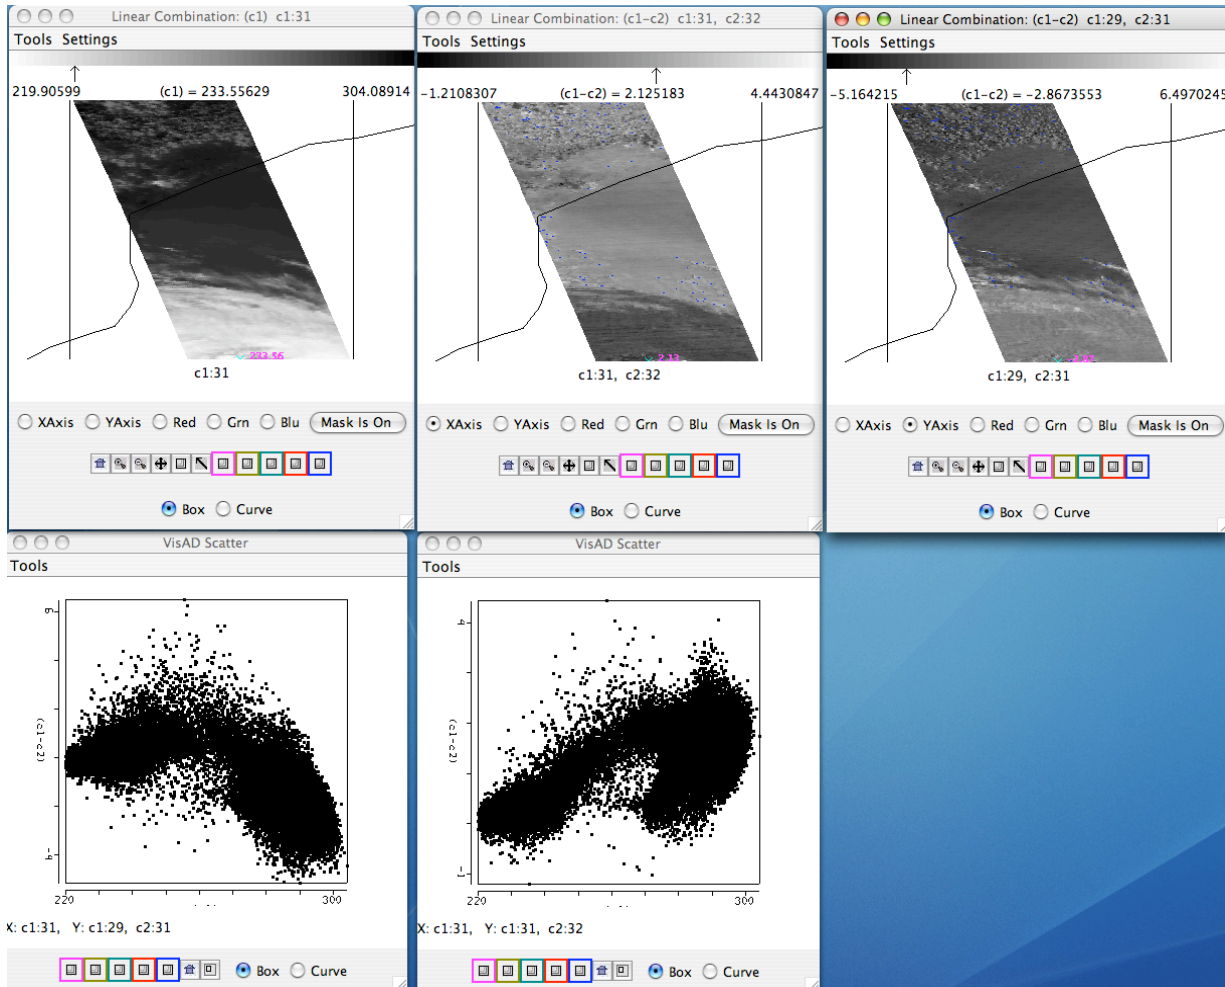 Linear Combination: (c1) c1:31
Tools Settings
219.90599 (c1) = 233.55629 304.08914
233.56
c1:31
XAxis YAxis Red Grn Blu Mask Is On
Box Curve
Linear Combination: (c1-c2) c1:31, c2:32
Tools Settings
-1.2108307 (c1-c2) = 2.125183 4.4430847
2.13
c1:31, c2:32
XAxis YAxis Red Grn Blu Mask Is On
Box Curve
Linear Combination: (c1-c2) c1:29, c2:31
Tools Settings
-5.164215 (c1-c2) = -2.8673553 6.4970245
c1:29, c2:31
XAxis YAxis Red Grn Blu Mask Is On
Box Curve
VisAD Scatter
Tools
6
(c1-c2)
-4
220 300
X: c1:31, Y: c1:29, c2:31
Box Curve
VisAD Scatter
Tools
4
(c1-c2)
-1
220 300
X: c1:31, Y: c1:31, c2:32
Box Curve